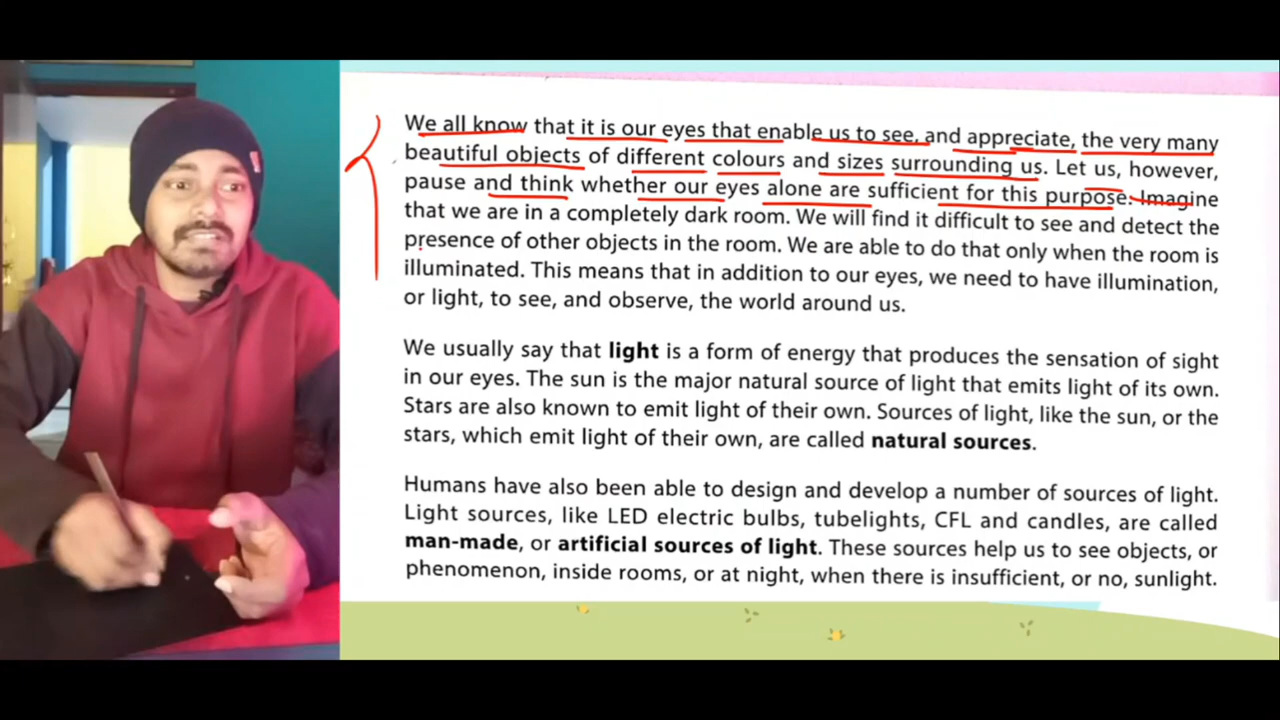 We all know that it is our eyes that enable us to see, and appreciate, the very many
beautiful objects of different colours and sizes surrounding us. Let us, however,
pause and think whether our eyes alone are sufficient for this purpose. Imagine
that we are in a completely dark room. We will find it difficult to see and detect the
presence of other objects in the room. We are able to do that only when the room is
illuminated. This means that in addition to our eyes, we need to have illumination,
or light, to see, and observe, the world around us.
We usually say that light is a form of energy that produces the sensation of sight
in our eyes. The sun is the major natural source of light that emits light of its own.
Stars are also known to emit light of their own. Sources of light, like the sun, or the
stars, which emit light of their own, are called natural sources.
Humans have also been able to design and develop a number of sources of light.
Light sources, like LED electric bulbs, tubelights, CFL and candles, are called
man-made, or artificial sources of light. These sources help us to see objects, or
phenomenon, inside rooms, or at night, when there is insufficient, or no, sunlight.